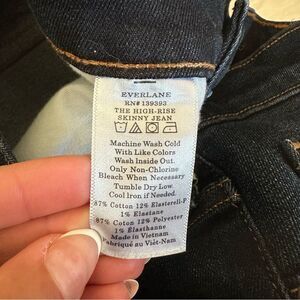 EVERLANE
RN# 139393
THE HIGH-RISE
SKINNY JEAN
Machine Wash Cold
With Like Colors
Wash Inside Out.
Only Non-Chlorine
Bleach When Necessary
Tumble Dry Low.
Cool Iron if Needed.
87% Cotton 12% Elasterell-P
1% Elastane
87% Coton 12% Polyester
1% Elasthanne
Made in Vietnam
Fabriqué au Viet-Nam